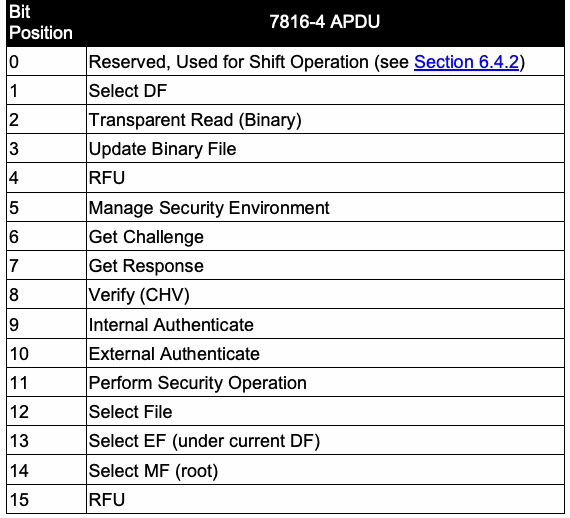 Bit
Position
7816-4 APDU
0 Reserved, Used for Shift Operation (see Section 6.4.2)
1 Select DF
2 Transparent Read (Binary)
3 Update Binary File
4 RFU
5 Manage Security Environment
6 Get Challenge
7 Get Response
8 Verify (CHV)
9 Internal Authenticate
10 External Authenticate
11 Perform Security Operation
12 Select File
13 Select EF (under current DF)
14 Select MF (root)
15 RFU